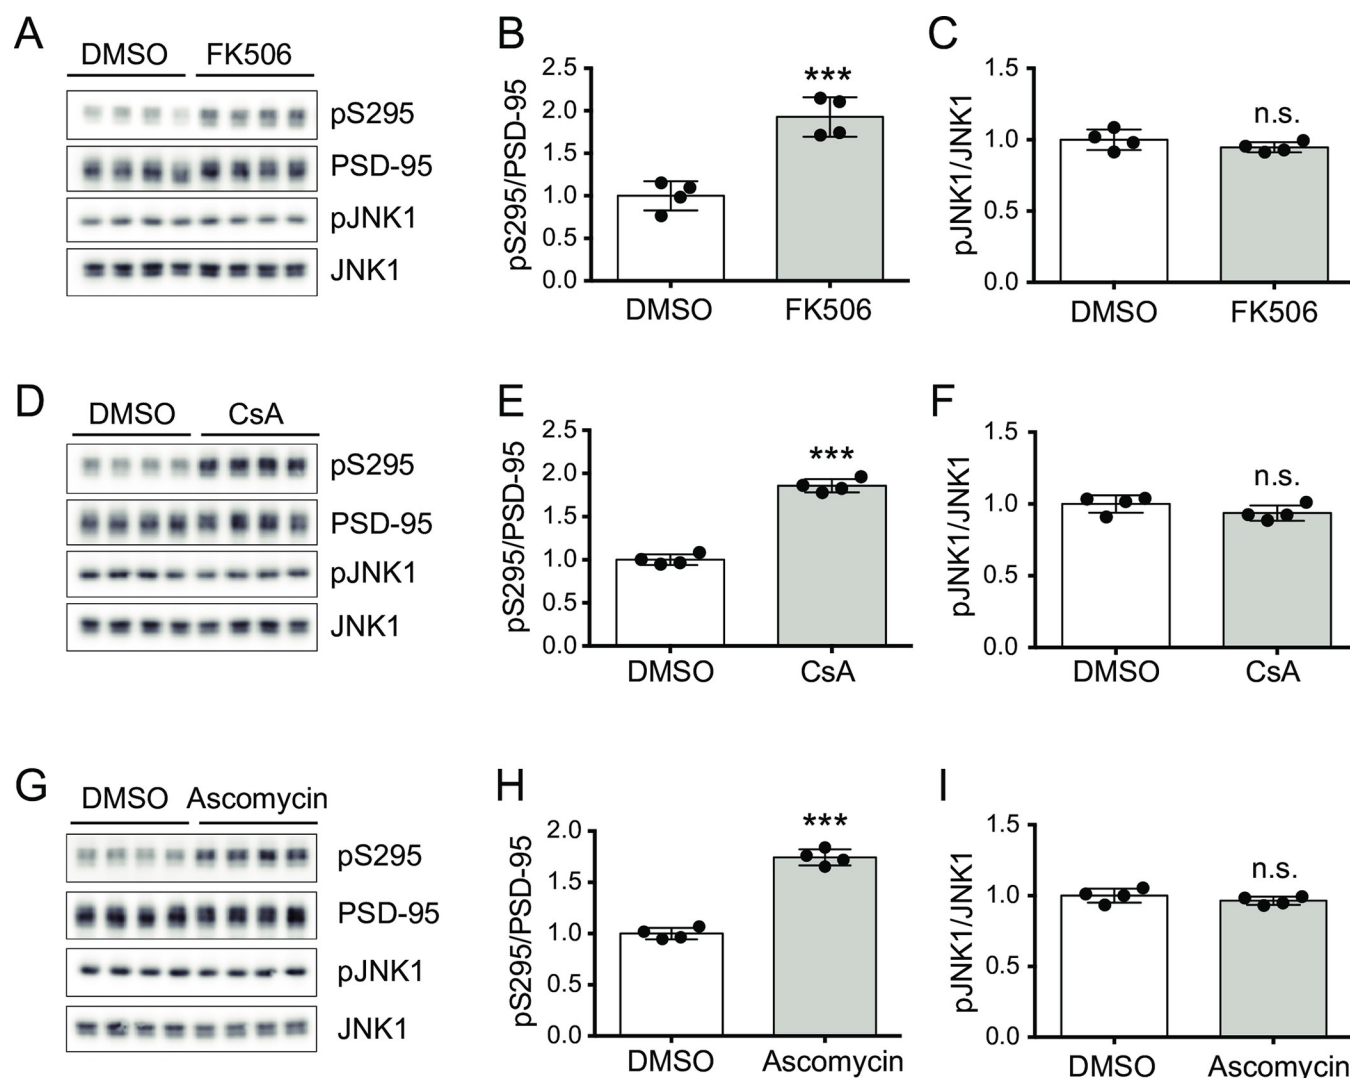 A
DMSO FK506
pS295
PSD-95
pJNK1
JNK1
B
pS295/PSD-95
2.5
2.0
1.5
1.0
0.5
0.0
***
DMSO FK506
C
pJNK1/JNK1
1.5
1.0
0.5
0.0
n.s.
DMSO FK506
D
DMSO CsA
pS295
PSD-95
pJNK1
JNK1
E
pS295/PSD-95
2.5
2.0
1.5
1.0
0.5
0.0
***
DMSO CsA
F
pJNK1/JNK1
1.5
1.0
0.5
0.0
n.s.
DMSO CsA
G
DMSO Ascomycin
pS295
PSD-95
pJNK1
JNK1
H
pS295/PSD-95
2.0
1.5
1.0
0.5
0.0
***
DMSO Ascomycin
I
pJNK1/JNK1
1.5
1.0
0.5
0.0
n.s.
DMSO Ascomycin